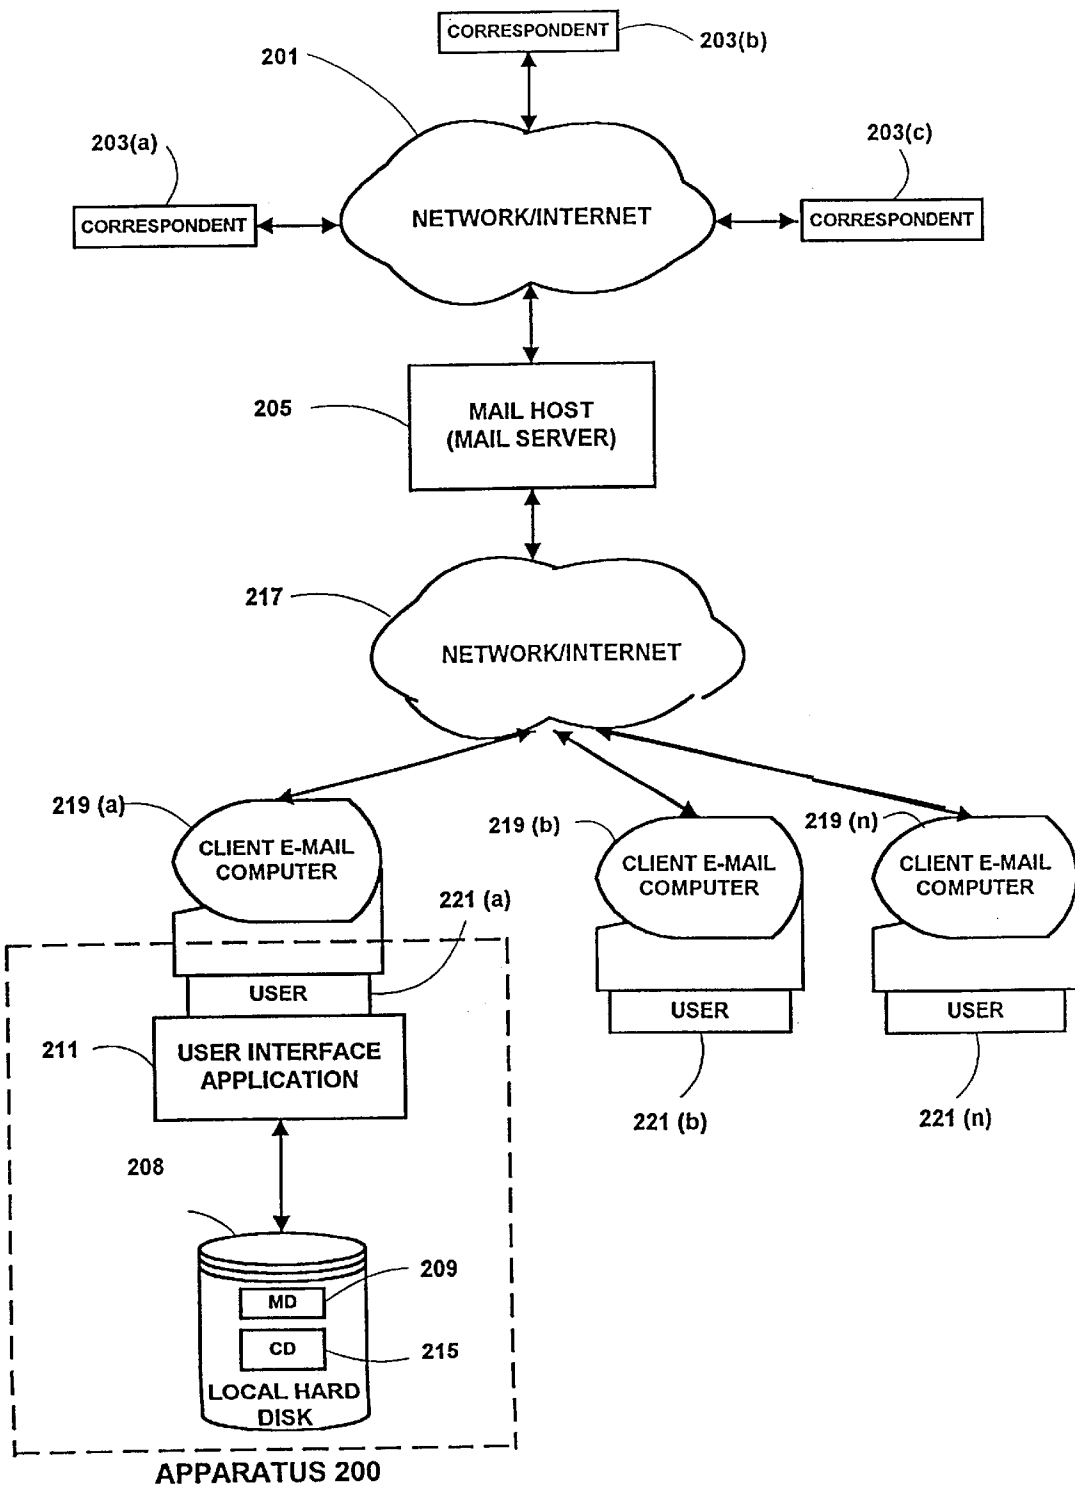 CORRESPONDENT
203(b)
201
203(a)
203(c)
CORRESPONDENT
NETWORK/INTERNET
CORRESPONDENT
205
MAIL HOST
(MAIL SERVER)
217
NETWORK/INTERNET
219 (a)
CLIENT E-MAIL
COMPUTER
219 (b)
CLIENT E-MAIL
COMPUTER
219 (n)
CLIENT E-MAIL
COMPUTER
221 (a)
USER
USER
USER
211
USER INTERFACE
APPLICATION
221 (b)
221 (n)
208
MD
209
CD
215
LOCAL HARD
DISK
APPARATUS 200